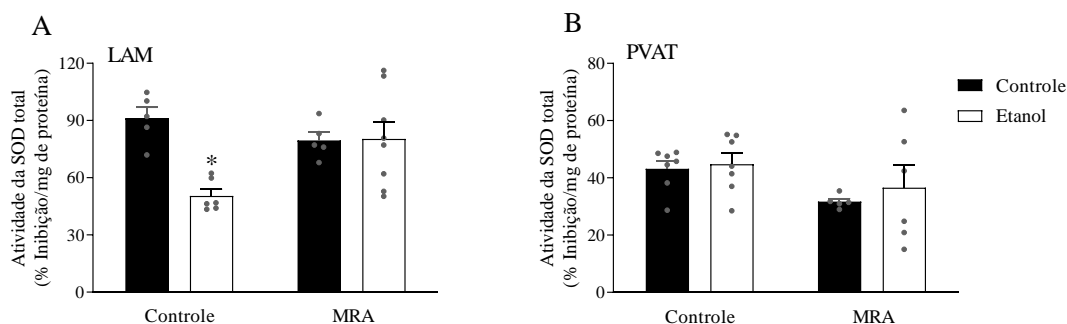 A
LAM
Atividade da SOD total
(% Inibição/mg de proteína)
120
90
60
30
0
*
Controle
MRA
B
PVAT
Atividade da SOD total
(% Inibição/mg de proteína)
80
60
40
20
0
Controle
MRA
Controle
Etanol